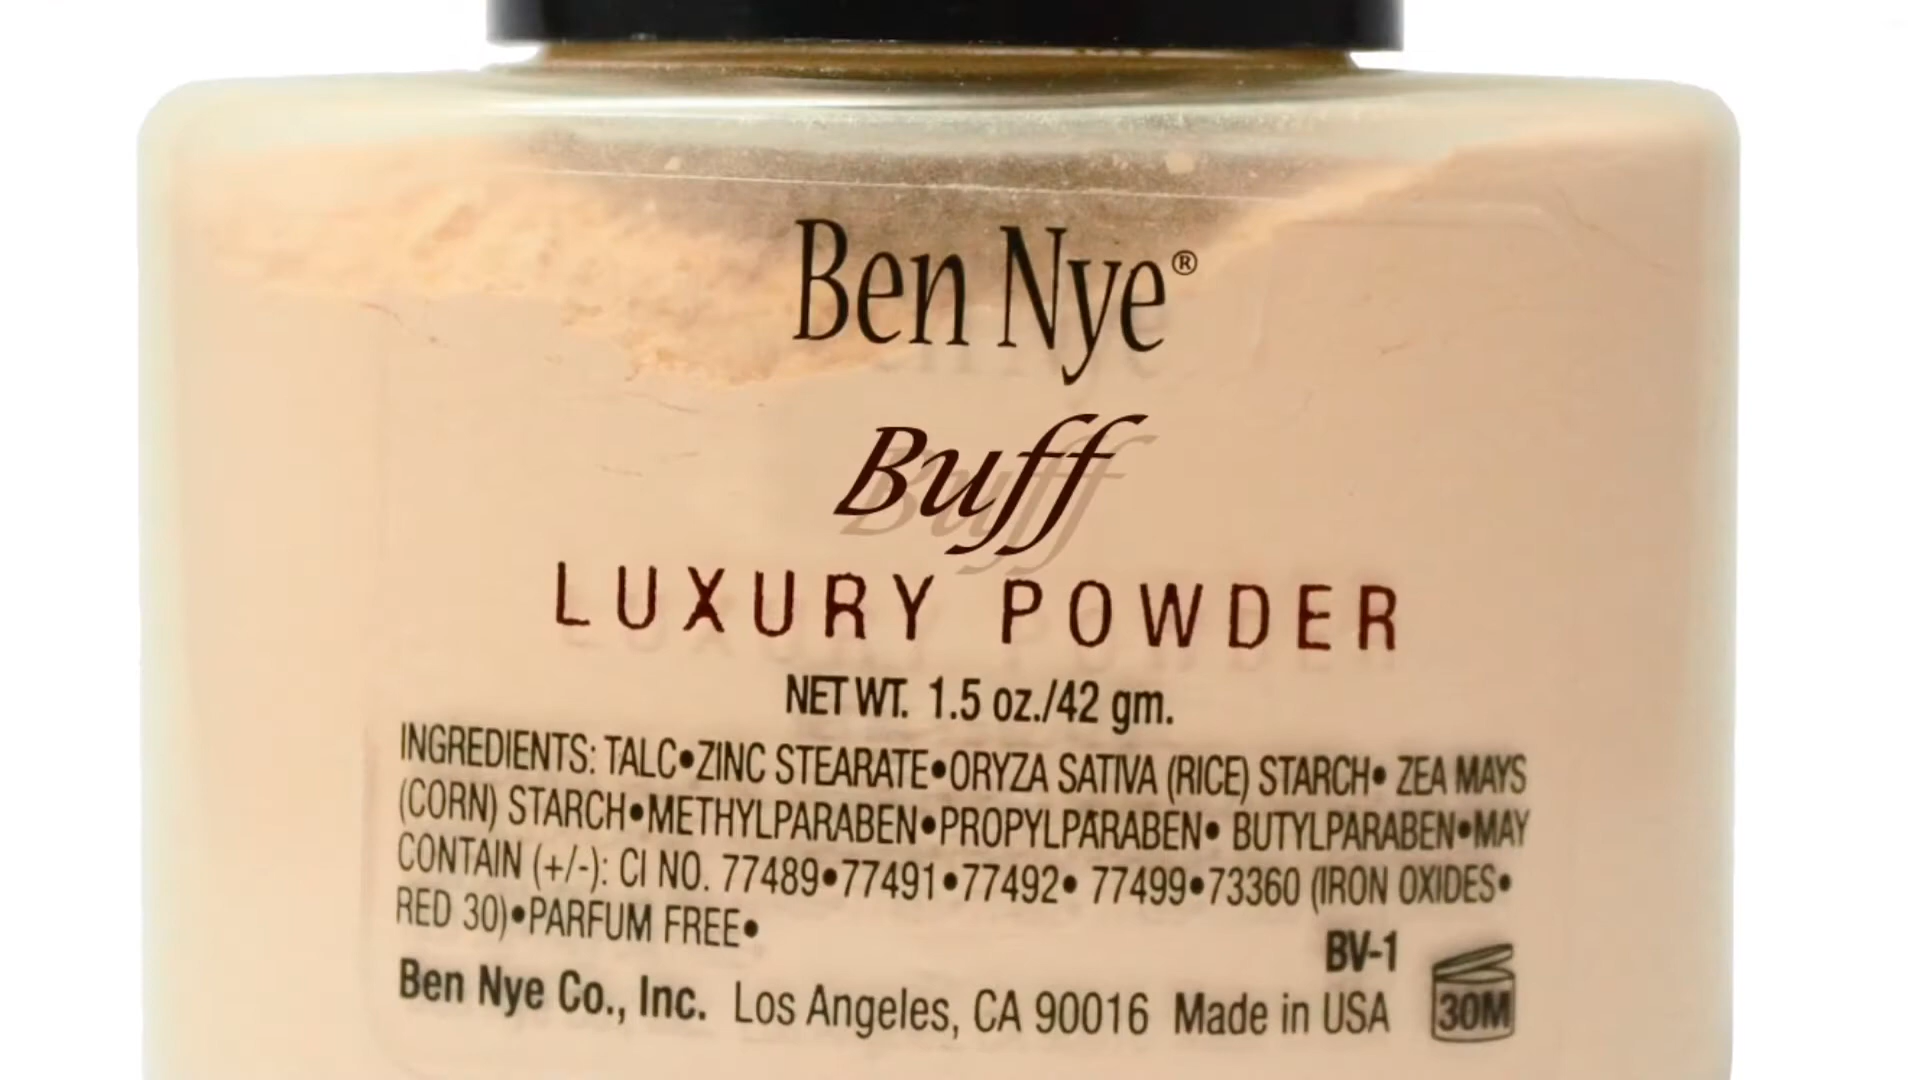 Ben Nye®
Buff
LUXURY POWDER
NET WT. 1.5 oz./42 gm.
INGREDIENTS: TALC•ZINC STEARATE•ORYZA SATIVA (RICE) STARCH• ZEA MAYS
(CORN) STARCH•METHYLPARABEN•PROPYLPARABEN• BUTYLPARABEN•MAY
CONTAIN (+/-): CI NO. 77489•77491•77492• 77499•73360 (IRON OXIDES•
RED 30)•PARFUM FREE•
BV-1
Ben Nye Co., Inc. Los Angeles, CA 90016 Made in USA
30M